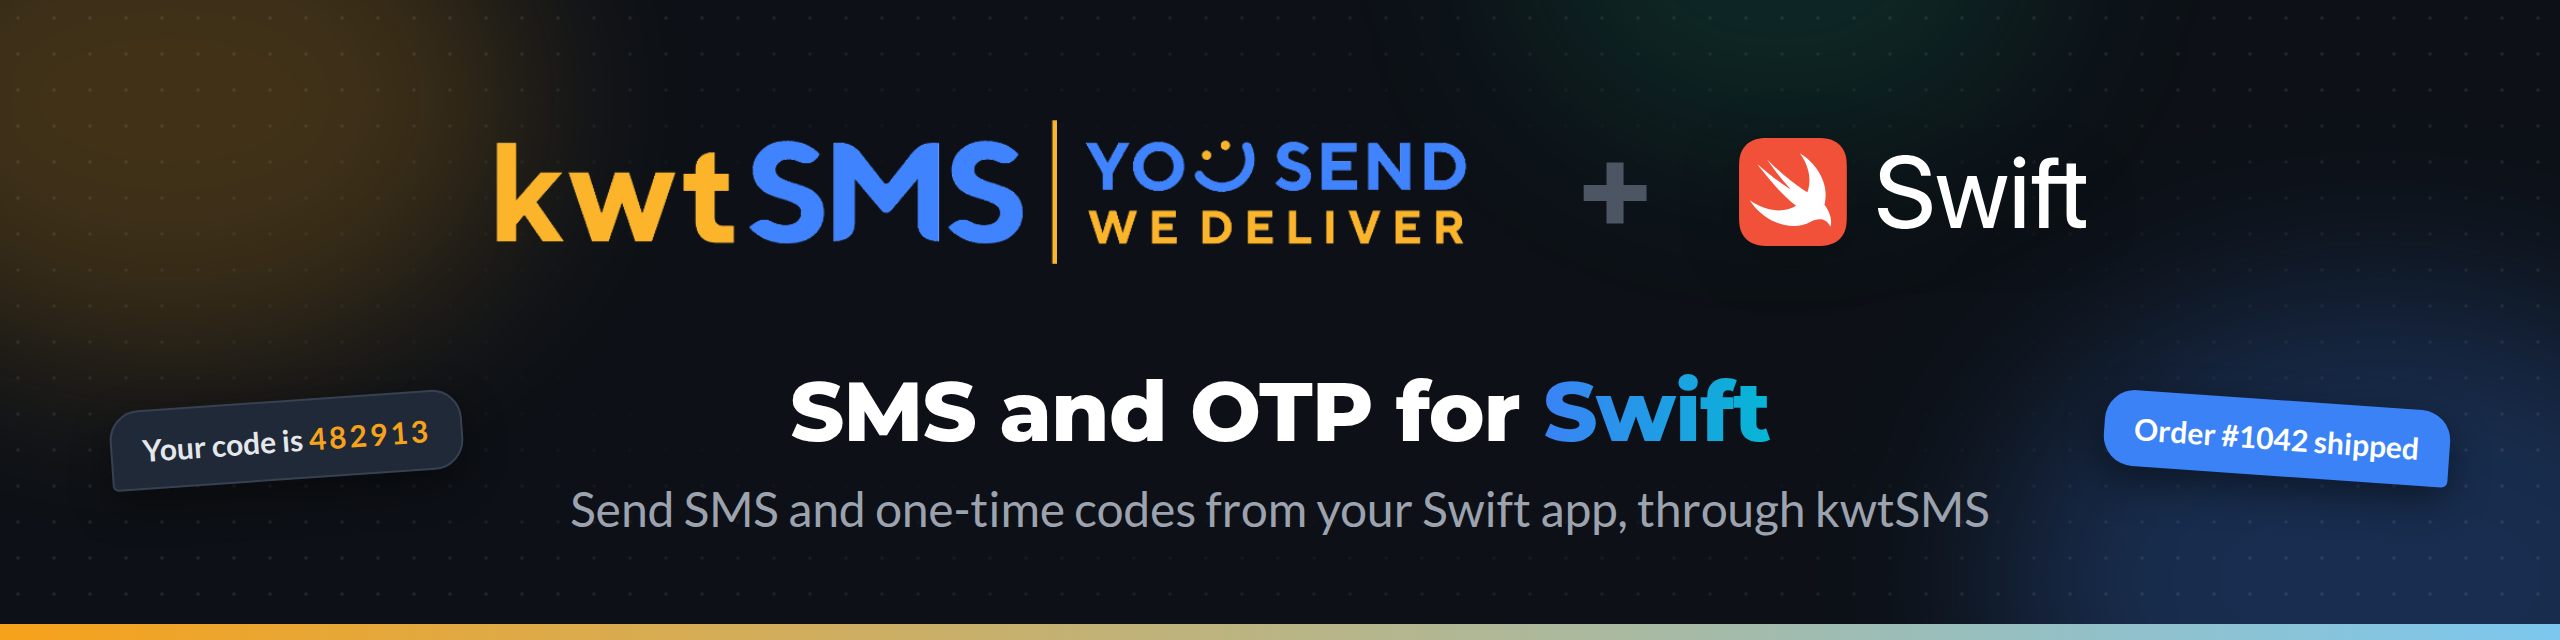 kwtSMS
YOU SEND
WE DELIVER
+
Swift
SMS and OTP for Swift
Your code is 482913
Order #1042 shipped
Send SMS and one-time codes from your Swift app, through kwtSMS